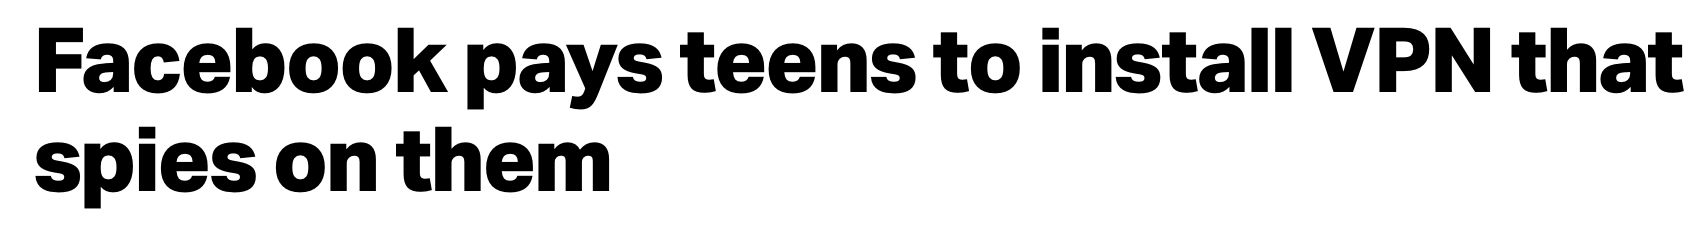 Facebook pays teens to install VPN that
spies on them